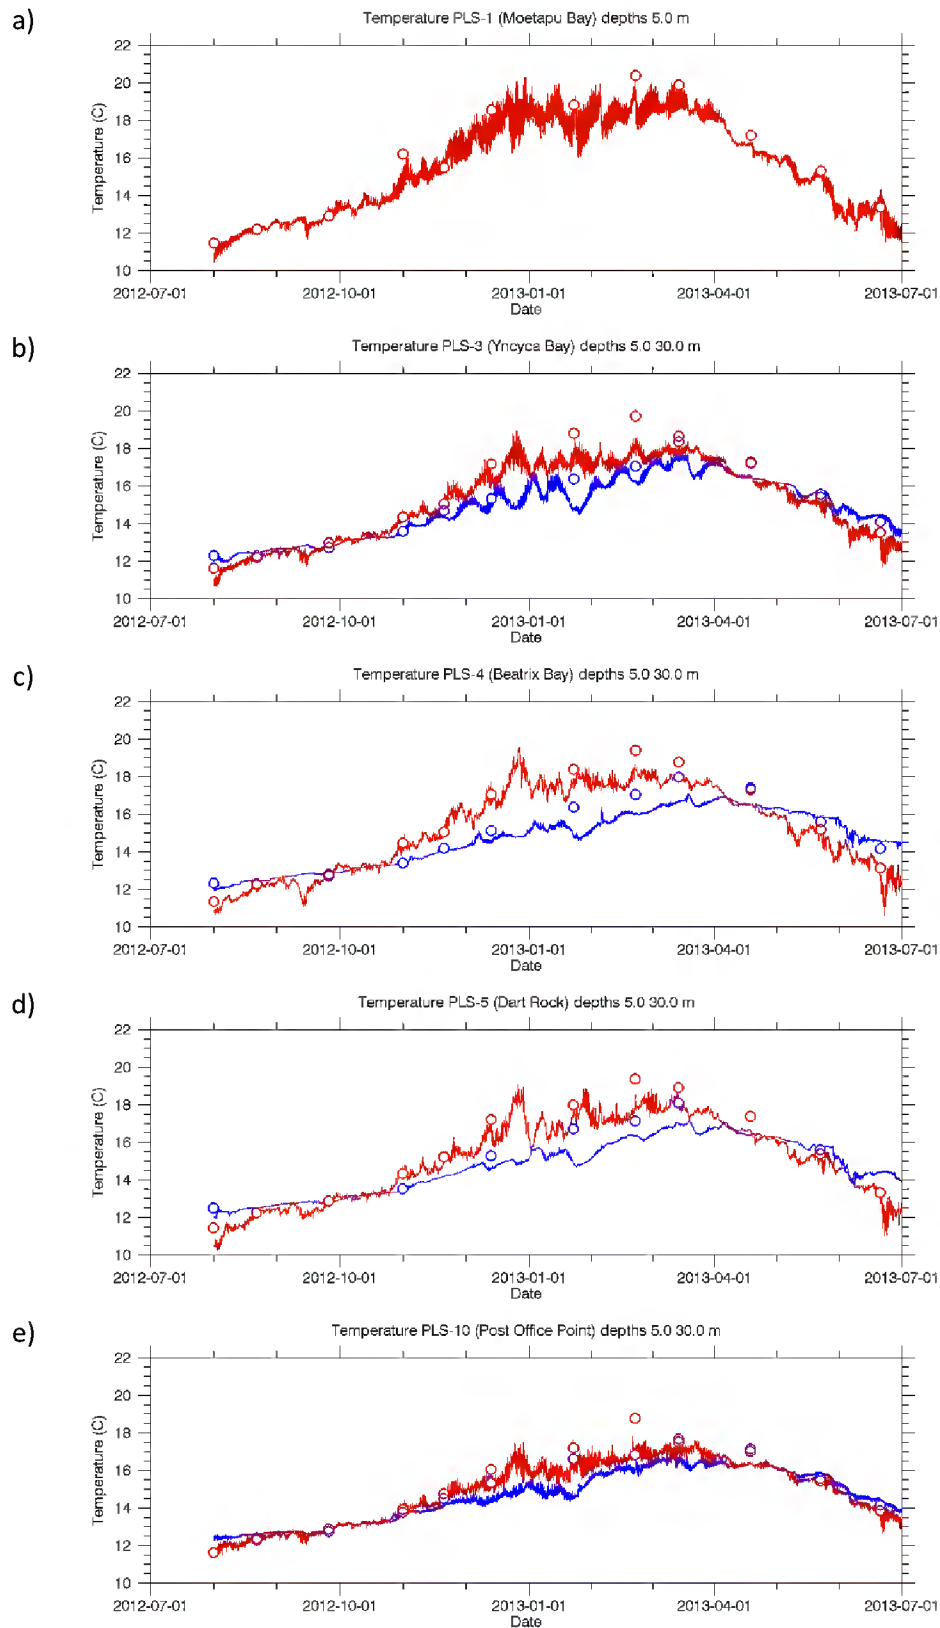 a)
Temperature PLS-1 (Moetapu Bay) depths 5.0 m
22
20
18
16
14
12
10
Temperature (C)
2012-07-01 2012-10-01 2013-01-01 2013-04-01 2013-07-01
Date
b)
Temperature PLS-3 (Yncyca Bay) depths 5.0 30.0 m
22
20
18
16
14
12
10
Temperature (C)
2012-07-01 2012-10-01 2013-01-01 2013-04-01 2013-07-01
Date
c)
Temperature PLS-4 (Beatrix Bay) depths 5.0 30.0 m
22
20
18
16
14
12
10
Temperature (C)
2012-07-01 2012-10-01 2013-01-01 2013-04-01 2013-07-01
Date
d)
Temperature PLS-5 (Dart Rock) depths 5.0 30.0 m
22
20
18
16
14
12
10
Temperature (C)
2012-07-01 2012-10-01 2013-01-01 2013-04-01 2013-07-01
Date
e)
Temperature PLS-10 (Post Office Point) depths 5.0 30.0 m
22
20
18
16
14
12
10
Temperature (C)
2012-07-01 2012-10-01 2013-01-01 2013-04-01 2013-07-01
Date